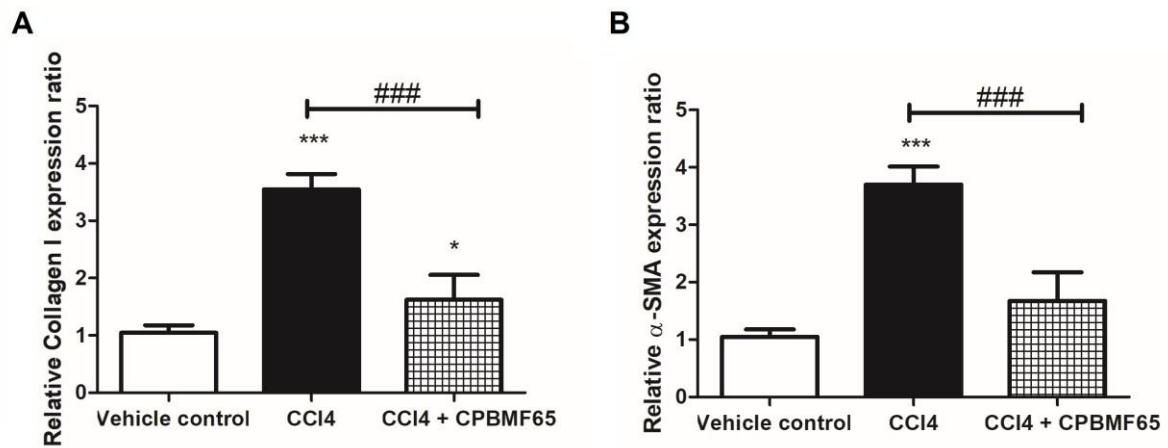 A
Relative Collagen I expression ratio
5
4
3
2
1
0
###
***
*
Vehicle control
CCl4
CCl4 + CPBMF65
B
Relative α-SMA expression ratio
5
4
3
2
1
0
###
***
Vehicle control
CCl4
CCl4 + CPBMF65